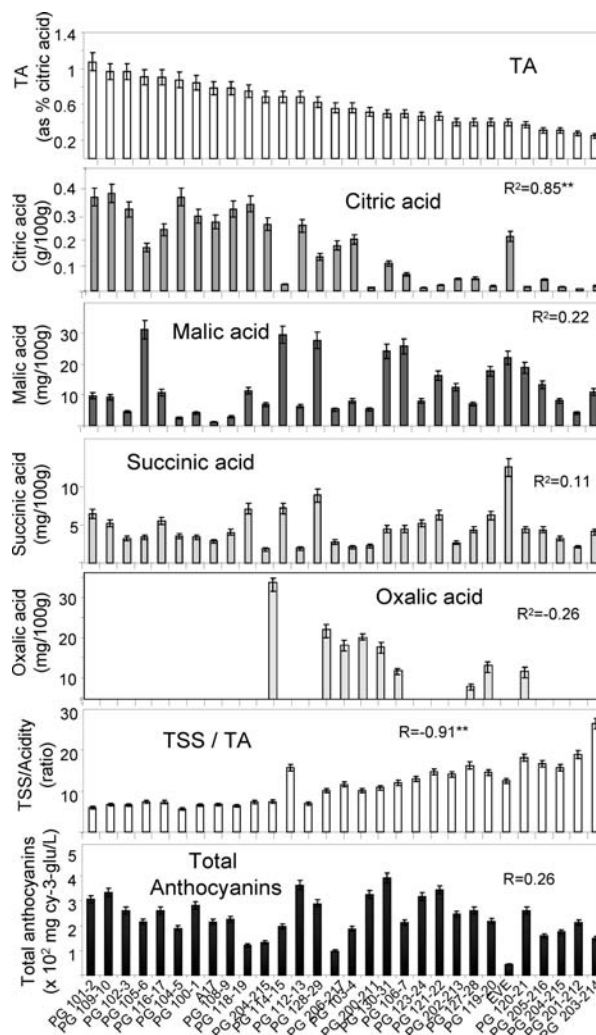 1.4
1
0.6
0.2
TA
(as % citric acid)
TA
0.4
0.3
0.2
0.1
Citric acid
(g/100g)
Citric acid
R²=0.85**
30
20
10
Malic acid
(mg/100g)
Malic acid
R²=0.22
10
5
Succinic acid
(mg/100g)
Succinic acid
R²=0.11
30
20
10
Oxalic acid
(mg/100g)
Oxalic acid
R²=-0.26
30
20
10
TSS/Acidity
(ratio)
TSS / TA
R=-0.91**
5
4
3
2
1
Total anthocyanins
(x 10² mg cy-3-glu/L)
Total
Anthocyanins
R=0.26
PG 101-2
PG 109-10
PG 102-3
PG 105-6
PG 116-17
PG 104-5
PG 100-1
PG 108-9
PG 118-19
PG 204-215
PG 114-15
PG 112-13
PG 128-29
PG 103-4
PG 200-211
PG 130-31
PG 106-7
PG 123-24
PG 121-22
PG 202-213
PG 127-28
PG 119-20
EVE
PG 120-21
PG 205-216
PG 204-215
PG 201-212
PG 203-214